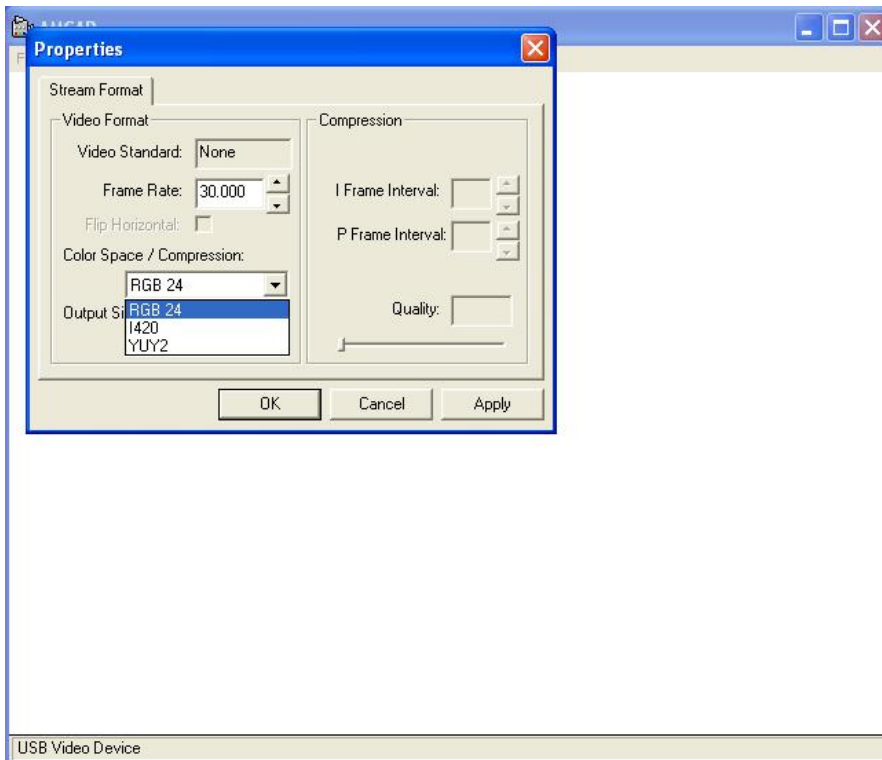 Properties
Stream Format
Video Format
Video Standard: None
Frame Rate: 30.000
Flip Horizontal:
Color Space / Compression:
RGB 24
RGB 24
I420
YUY2
Compression
I Frame Interval:
P Frame Interval:
Quality:
OK Cancel Apply
USB Video Device